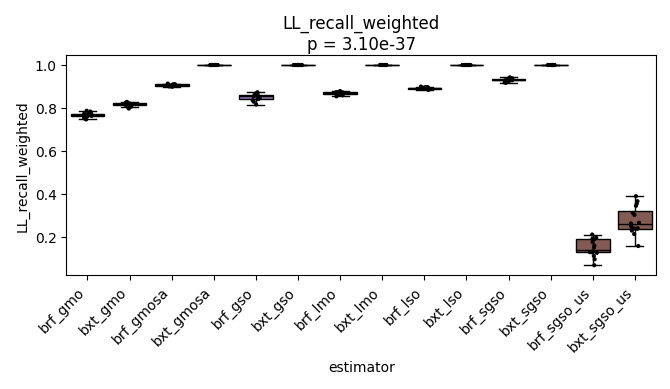 LL_recall_weighted
p = 3.10e-37
LL_recall_weighted
1.0
0.8
0.6
0.4
0.2
brf_gmo
bxt_gmo
brf_gmosa
bxt_gmosa
brf_gso
bxt_gso
brf_lmo
bxt_lmo
brf_lso
bxt_lso
brf_sgso
bxt_sgso
brf_sgso_us
bxt_sgso_us
estimator